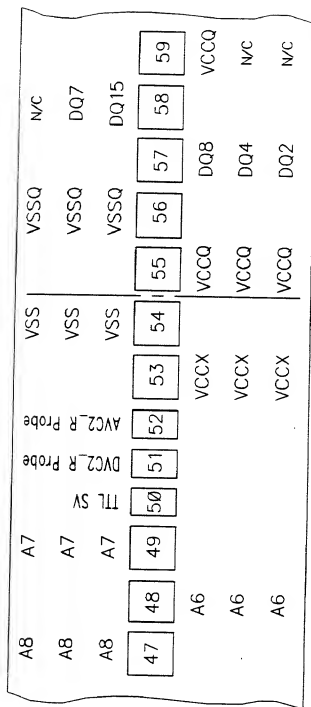 A8 A7 VSS VSSQ N/C
A8 A7 VSS VSSQ DQ7
A8 A7 VSS VSSQ DQ15
TTL SV
DVC2_R Probe
AVC2_R Probe
47 48 49 50 51 52 53 54 55 56 57 58 59
A6 VCCX VCCQ DQ8 VCCQ
A6 VCCX VCCQ DQ4 N/C
A6 VCCX VCCQ DQ2 N/C